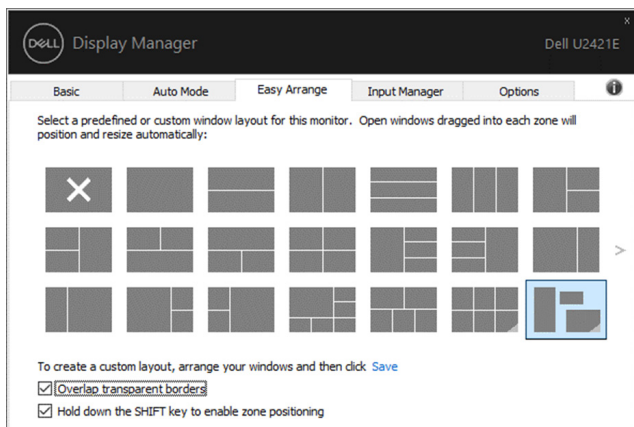 x
DELL Display Manager Dell U2421E
Basic Auto Mode Easy Arrange Input Manager Options i
Select a predefined or custom window layout for this monitor. Open windows dragged into each zone will
position and resize automatically:
>
To create a custom layout, arrange your windows and then click Save
Overlap transparent borders
Hold down the SHIFT key to enable zone positioning